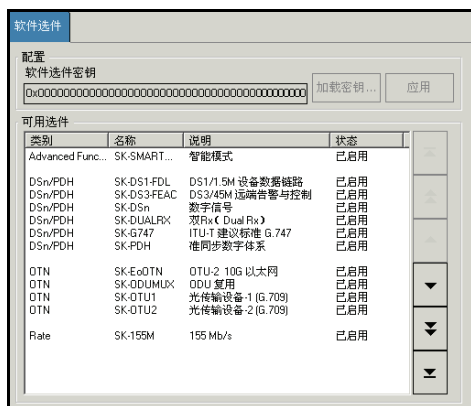 软件选件
配置
软件选件密钥
0x0000000000000000000000000000000000000000
加载密钥...
应用
可用选件
类别 名称 说明 状态
Advanced Func... SK-SMART... 智能模式 已启用
DSn/PDH SK-DS1-FDL DS1/1.5M 设备数据链路 已启用
DSn/PDH SK-DS3-FEAC DS3/45M 远端告警与控制 已启用
DSn/PDH SK-DSn 数字信号 已启用
DSn/PDH SK-DUALRX 双Rx ( Dual Rx ) 已启用
DSn/PDH SK-G747 ITU-T 建议标准 G.747 已启用
DSn/PDH SK-PDH 准同步数字体系 已启用
OTN SK-EoOTN OTU-2 10G 以太网 已启用
OTN SK-ODUMUX ODU 复用 已启用
OTN SK-OTU1 光传输设备-1 (G.709) 已启用
OTN SK-OTU2 光传输设备-2 (G.709) 已启用
Rate SK-155M 155 Mb/s 已启用